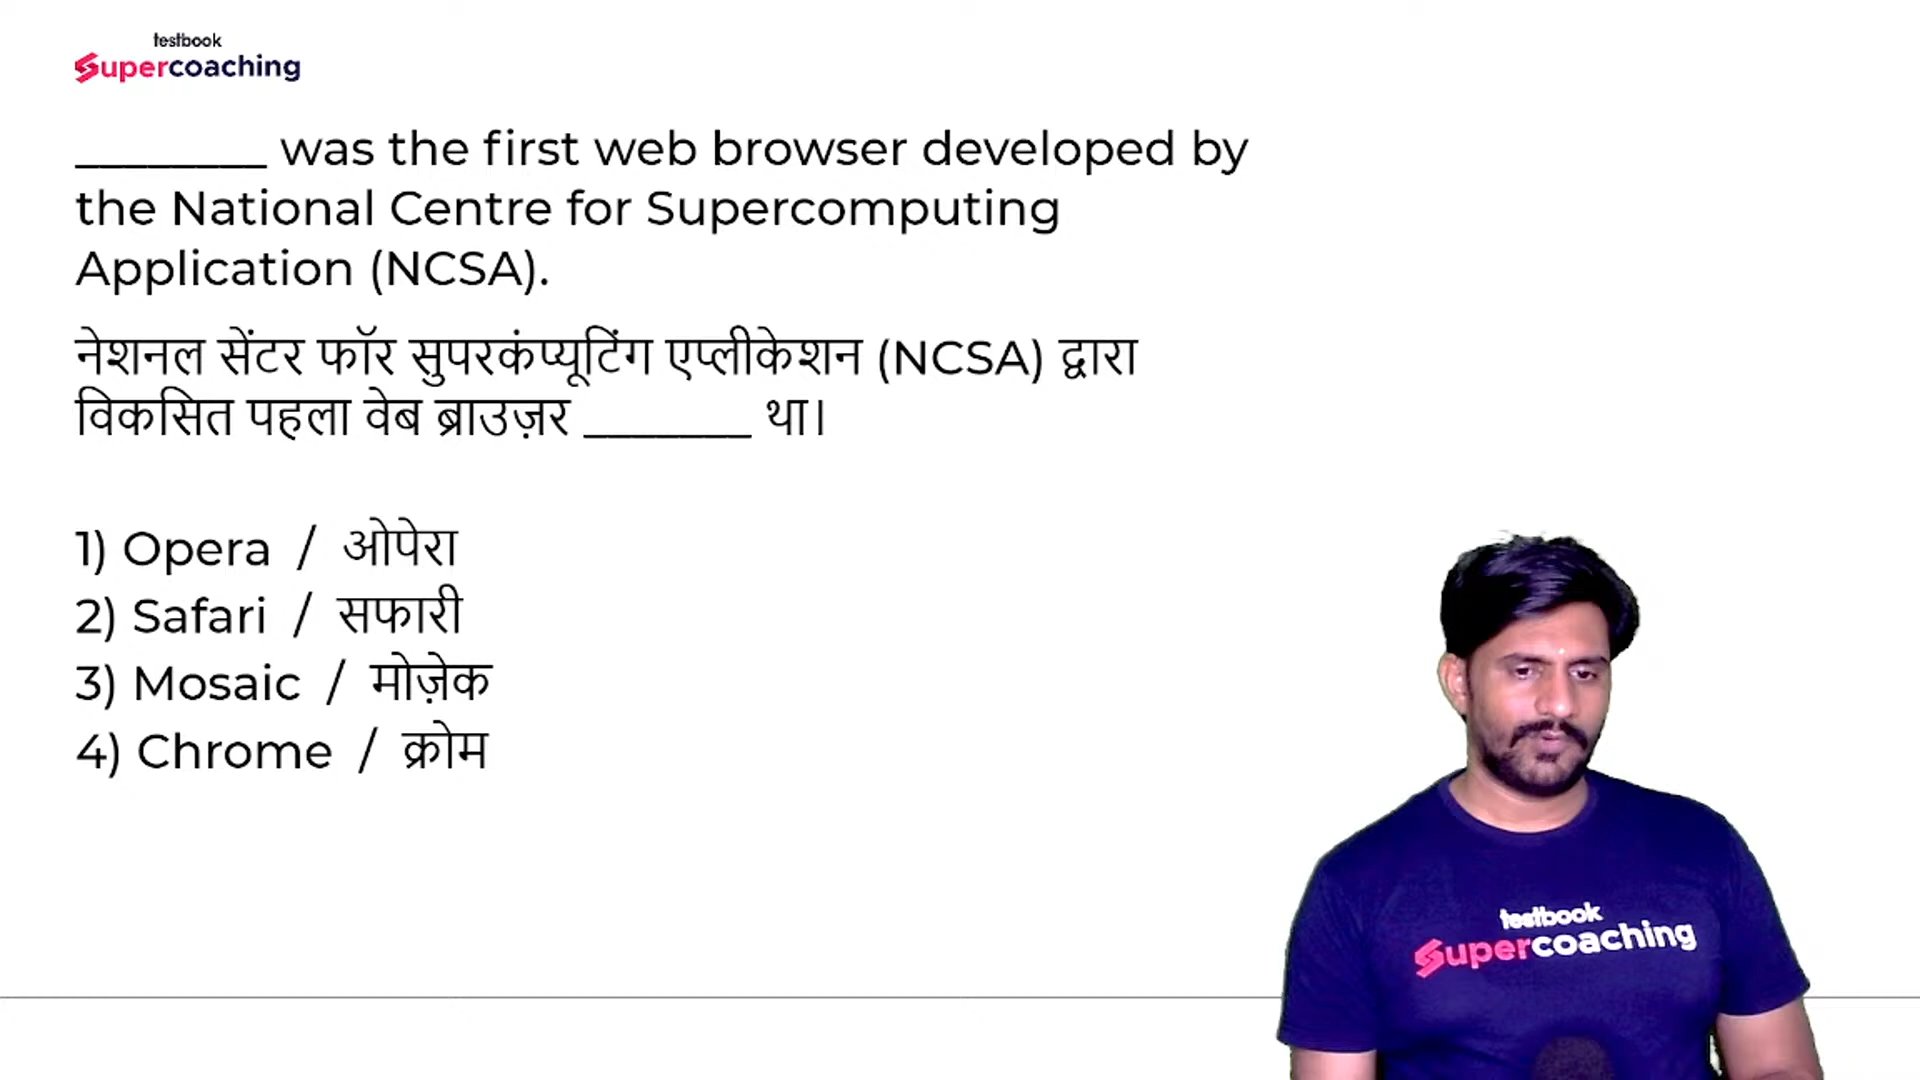 testbook
Supercoaching
________ was the first web browser developed by
the National Centre for Supercomputing
Application (NCSA).
नेशनल सेंटर फॉर सुपरकंप्यूटिंग एप्लीकेशन (NCSA) द्वारा
विकसित पहला वेब ब्राउज़र _______ था।
1) Opera / ओपेरा
2) Safari / सफारी
3) Mosaic / मोज़ेक
4) Chrome / क्रोम
testbook
Supercoaching